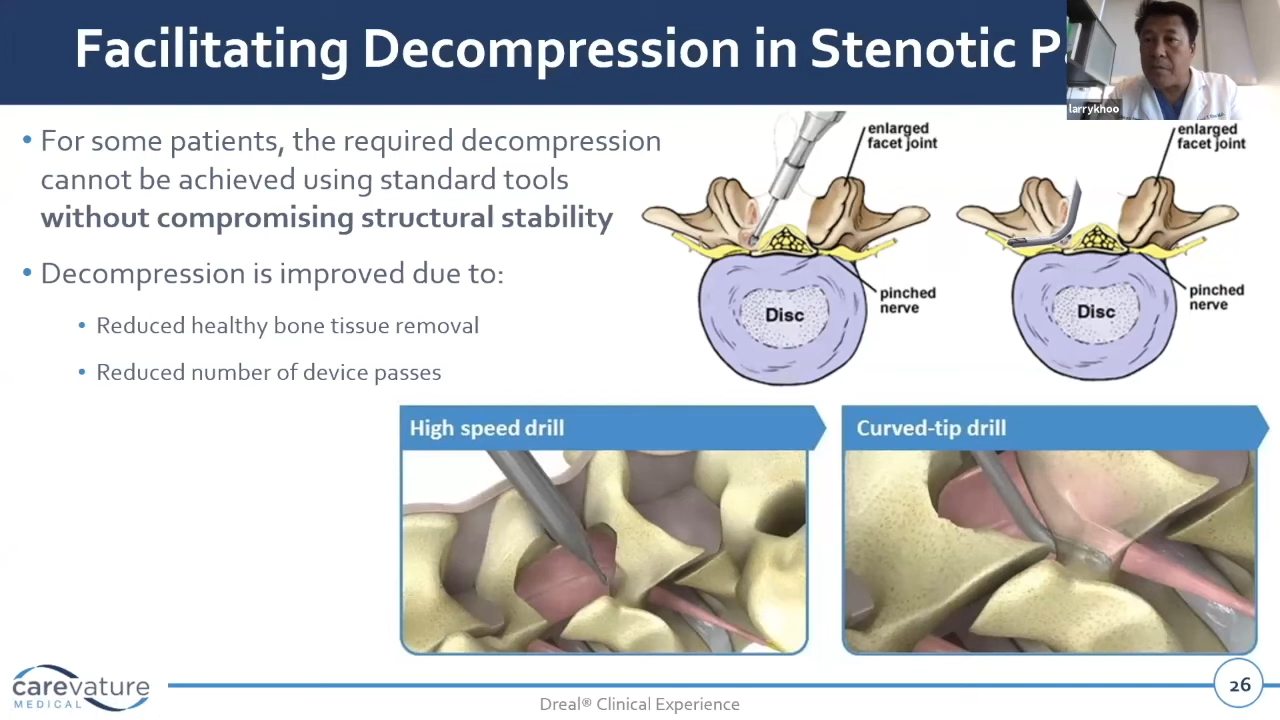 Facilitating Decompression in Stenotic P
larrykhoo
• For some patients, the required decompression
cannot be achieved using standard tools
without compromising structural stability
• Decompression is improved due to:
• Reduced healthy bone tissue removal
• Reduced number of device passes
enlarged
facet joint
pinched
nerve
Disc
enlarged
facet joint
pinched
nerve
Disc
High speed drill
Curved-tip drill
carevature
MEDICAL
Dreal® Clinical Experience
26